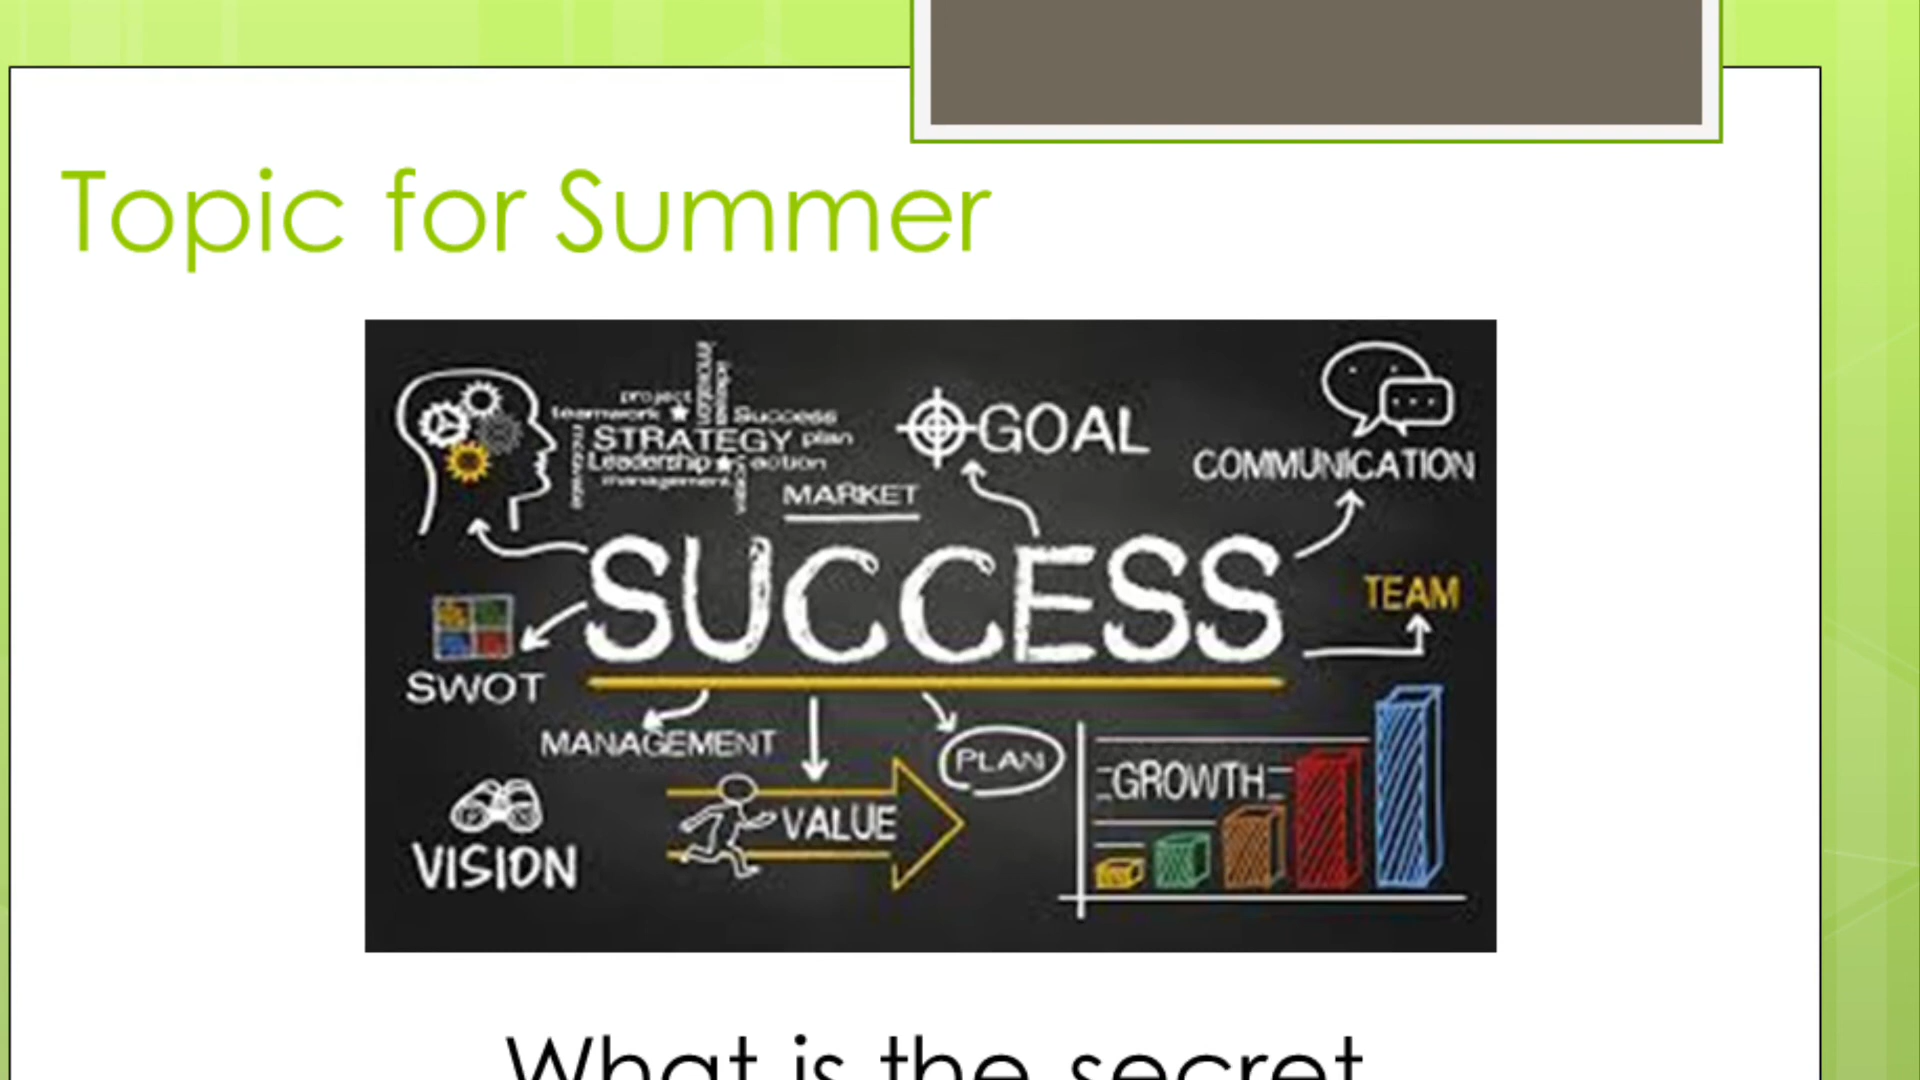 Topic for Summer
innovation
project
teamwork
Success
STRATEGY plan
Leadership action
management
GOAL
COMMUNICATION
MARKET
SUCCESS
TEAM
SWOT
MANAGEMENT
PLAN
GROWTH
VALUE
VISION
What is the secret